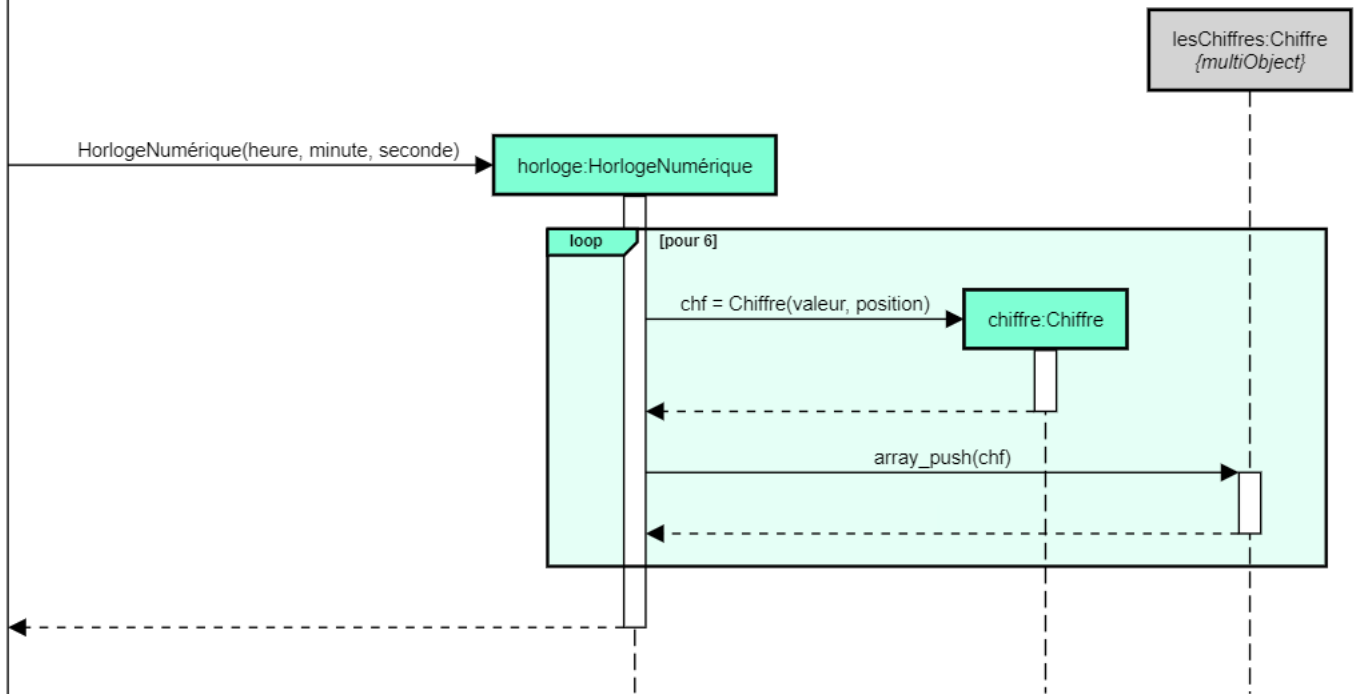 lesChiffres:Chiffre
{multiObject}
HorlogeNumérique(heure, minute, seconde)
horloge:HorlogeNumérique
loop
[pour 6]
chf = Chiffre(valeur, position)
chiffre:Chiffre
array_push(chf)